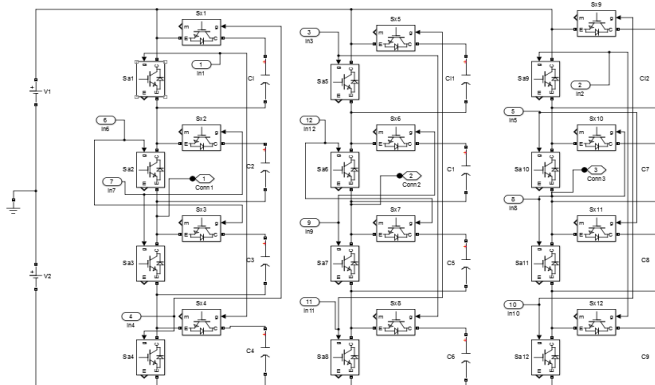 Sx1
Sx5
Sx9
m
g
E
C
1
In1
3
In3
2
In2
Sa1
Sa5
Sa9
C11
C12
V1
6
In6
12
In12
5
In5
Sx2
Sx6
Sx10
Sa2
Sa6
Sa10
C2
C1
C7
7
In7
1
Conn1
2
Conn2
3
Conn3
8
In8
9
In9
Sx3
Sx7
Sx11
Sa3
Sa7
Sa11
C3
C5
C8
V2
4
In4
11
In11
10
In10
Sx4
Sx8
Sx12
Sa4
Sa8
Sa12
C4
C6
C9